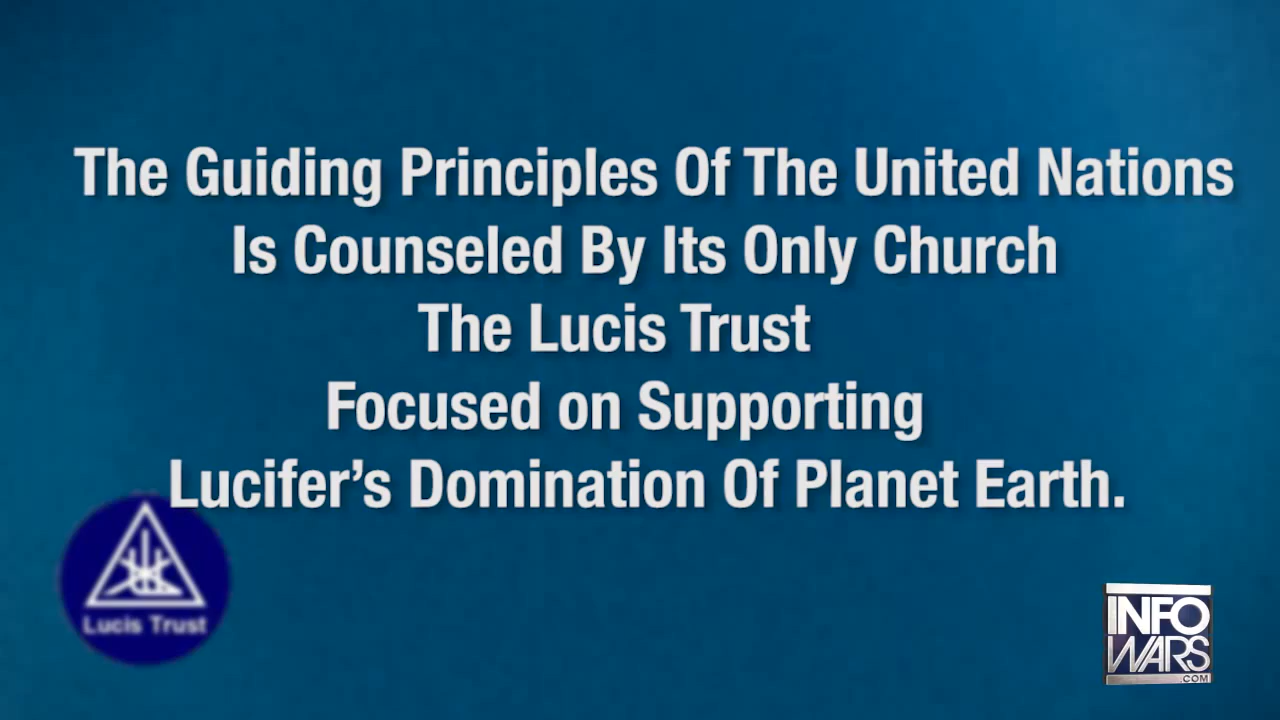 The Guiding Principles Of The United Nations
Is Counseled By Its Only Church
The Lucis Trust
Focused on Supporting
Lucifer’s Domination Of Planet Earth.
Lucis Trust
INFO
WARS
.COM